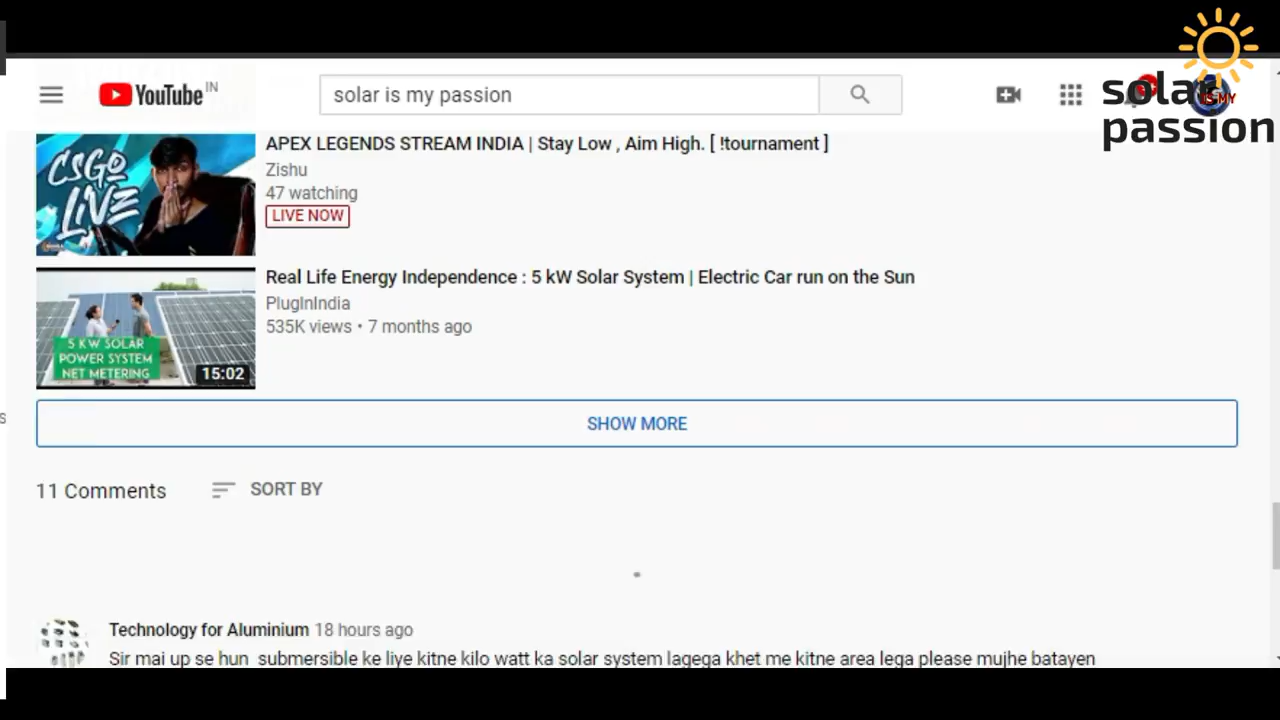 YouTube IN
solar is my passion
solar
IS MY
passion
CSGO
LIVE
APEX LEGENDS STREAM INDIA | Stay Low , Aim High. [ !tournament ]
Zishu
47 watching
LIVE NOW
5 KW SOLAR
POWER SYSTEM
NET METERING
15:02
Real Life Energy Independence : 5 kW Solar System | Electric Car run on the Sun
PlugInIndia
535K views • 7 months ago
SHOW MORE
11 Comments
SORT BY
Technology for Aluminium 18 hours ago
Sir mai up se hun submersible ke liye kitne kilo watt ka solar system lagega khet me kitne area lega please mujhe batayen